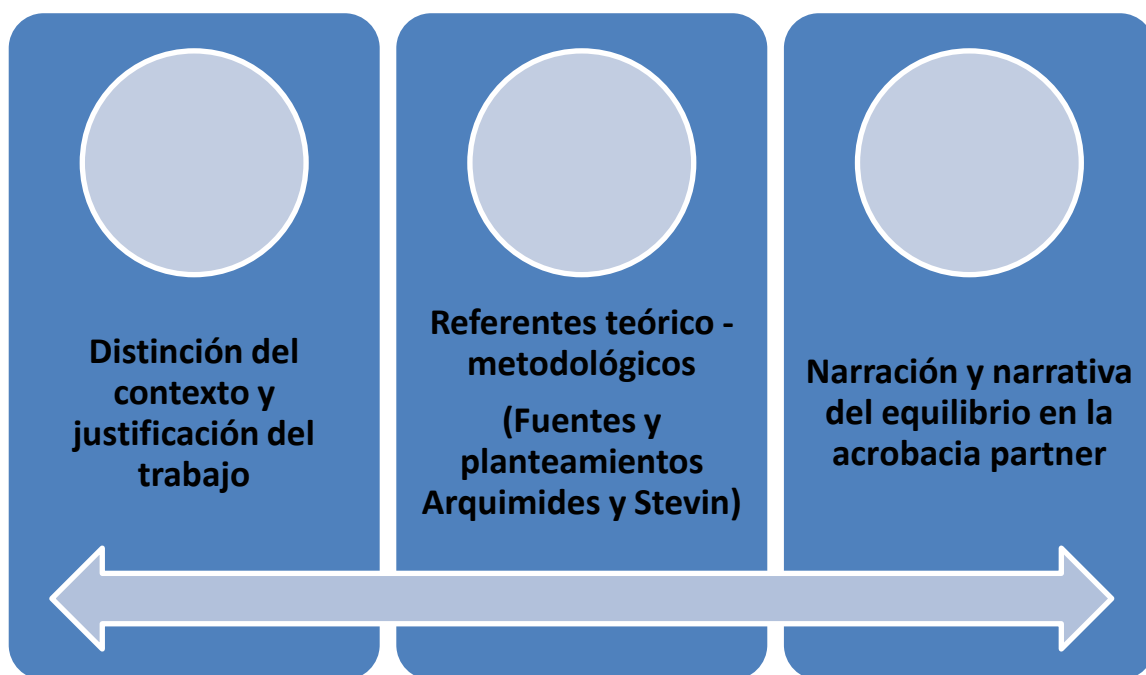 Distinción del
contexto y
justificación del
trabajo
Referentes teórico -
metodológicos
(Fuentes y
planteamientos
Arquimides y Stevin)
Narración y narrativa
del equilibrio en la
acrobacia partner